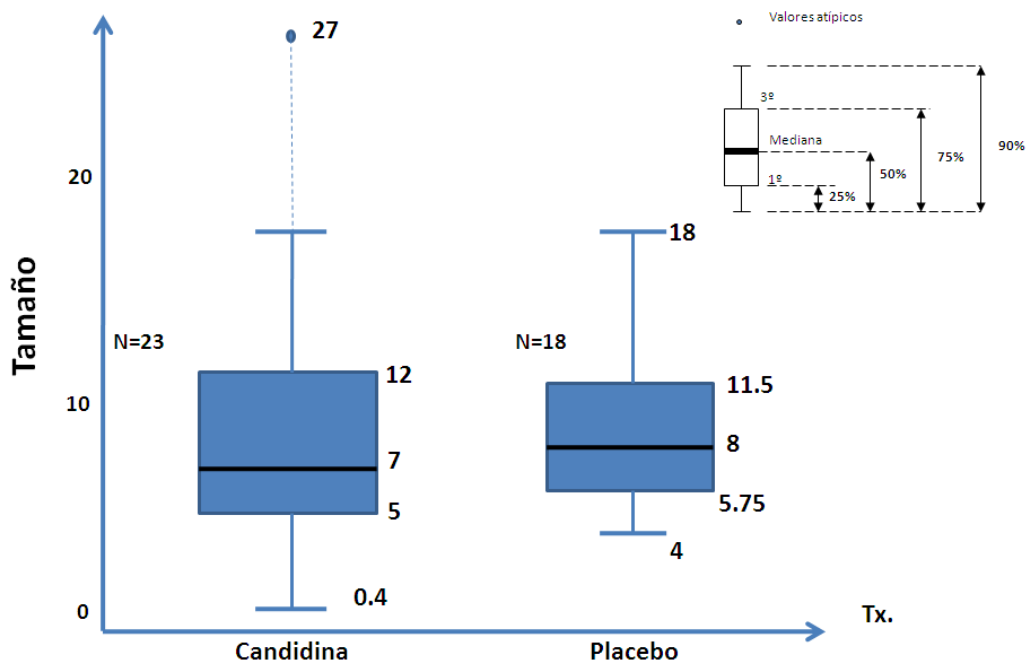 27
Valores atípicos
3º
Mediana
1º
25%
50%
75%
90%
Tamaño
20
10
0
N=23
12
7
5
0.4
N=18
18
11.5
8
5.75
4
Tx.
Candidina
Placebo